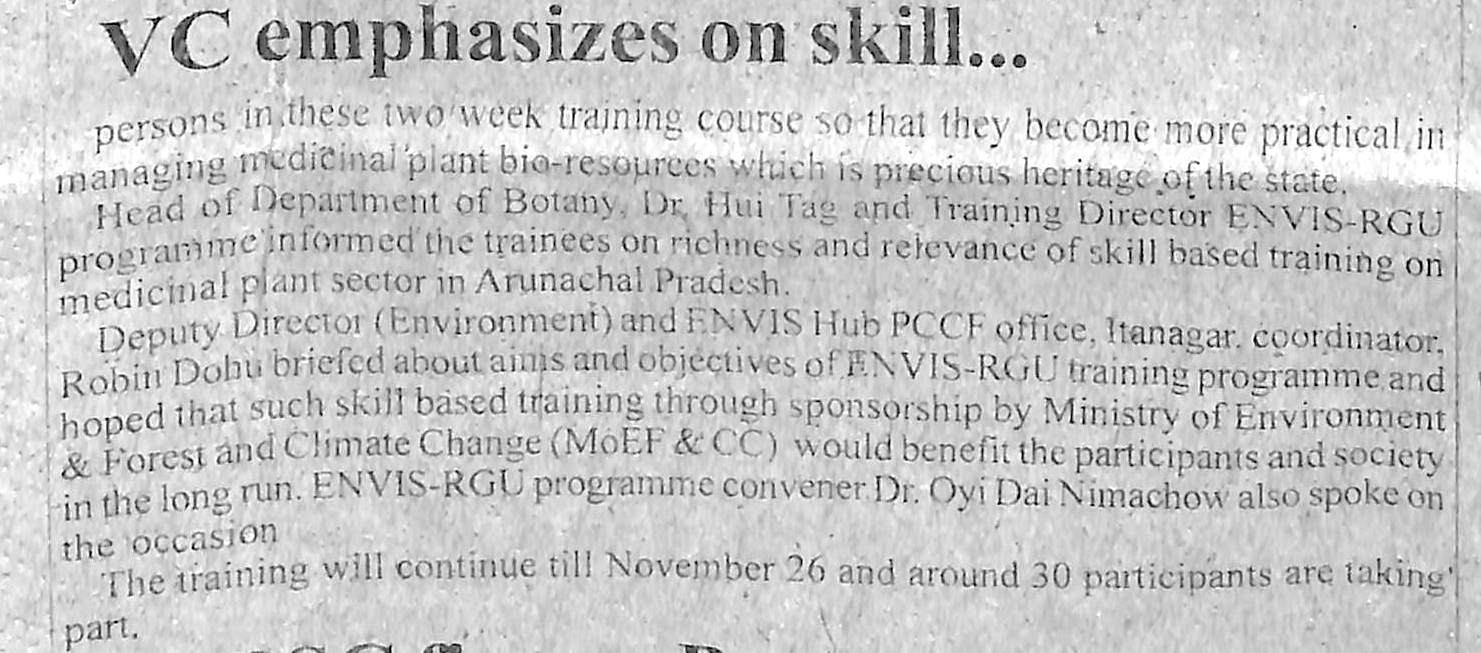 VC emphasizes on skill...
persons in these two week training course so that they become more practical in
managing medicinal plant bio-resources which is precious heritage of the state.
Head of Department of Botany, Dr. Hui Tag and Training Director ENVIS-RGU
programme informed the trainees on richness and relevance of skill based training on
medicinal plant sector in Arunachal Pradesh.
Deputy Director (Environment) and ENVIS Hub PCCF office, Itanagar. coordinator,
Robin Dohu briefed about aims and objectives of ENVIS-RGU training programme and
hoped that such skill based training through sponsorship by Ministry of Environment
& Forest and Climate Change (MoEF & CC) would benefit the participants and society
in the long run. ENVIS-RGU programme convener Dr. Oyi Dai Nimachow also spoke on
the occasion
The training will continue till November 26 and around 30 participants are taking
part.